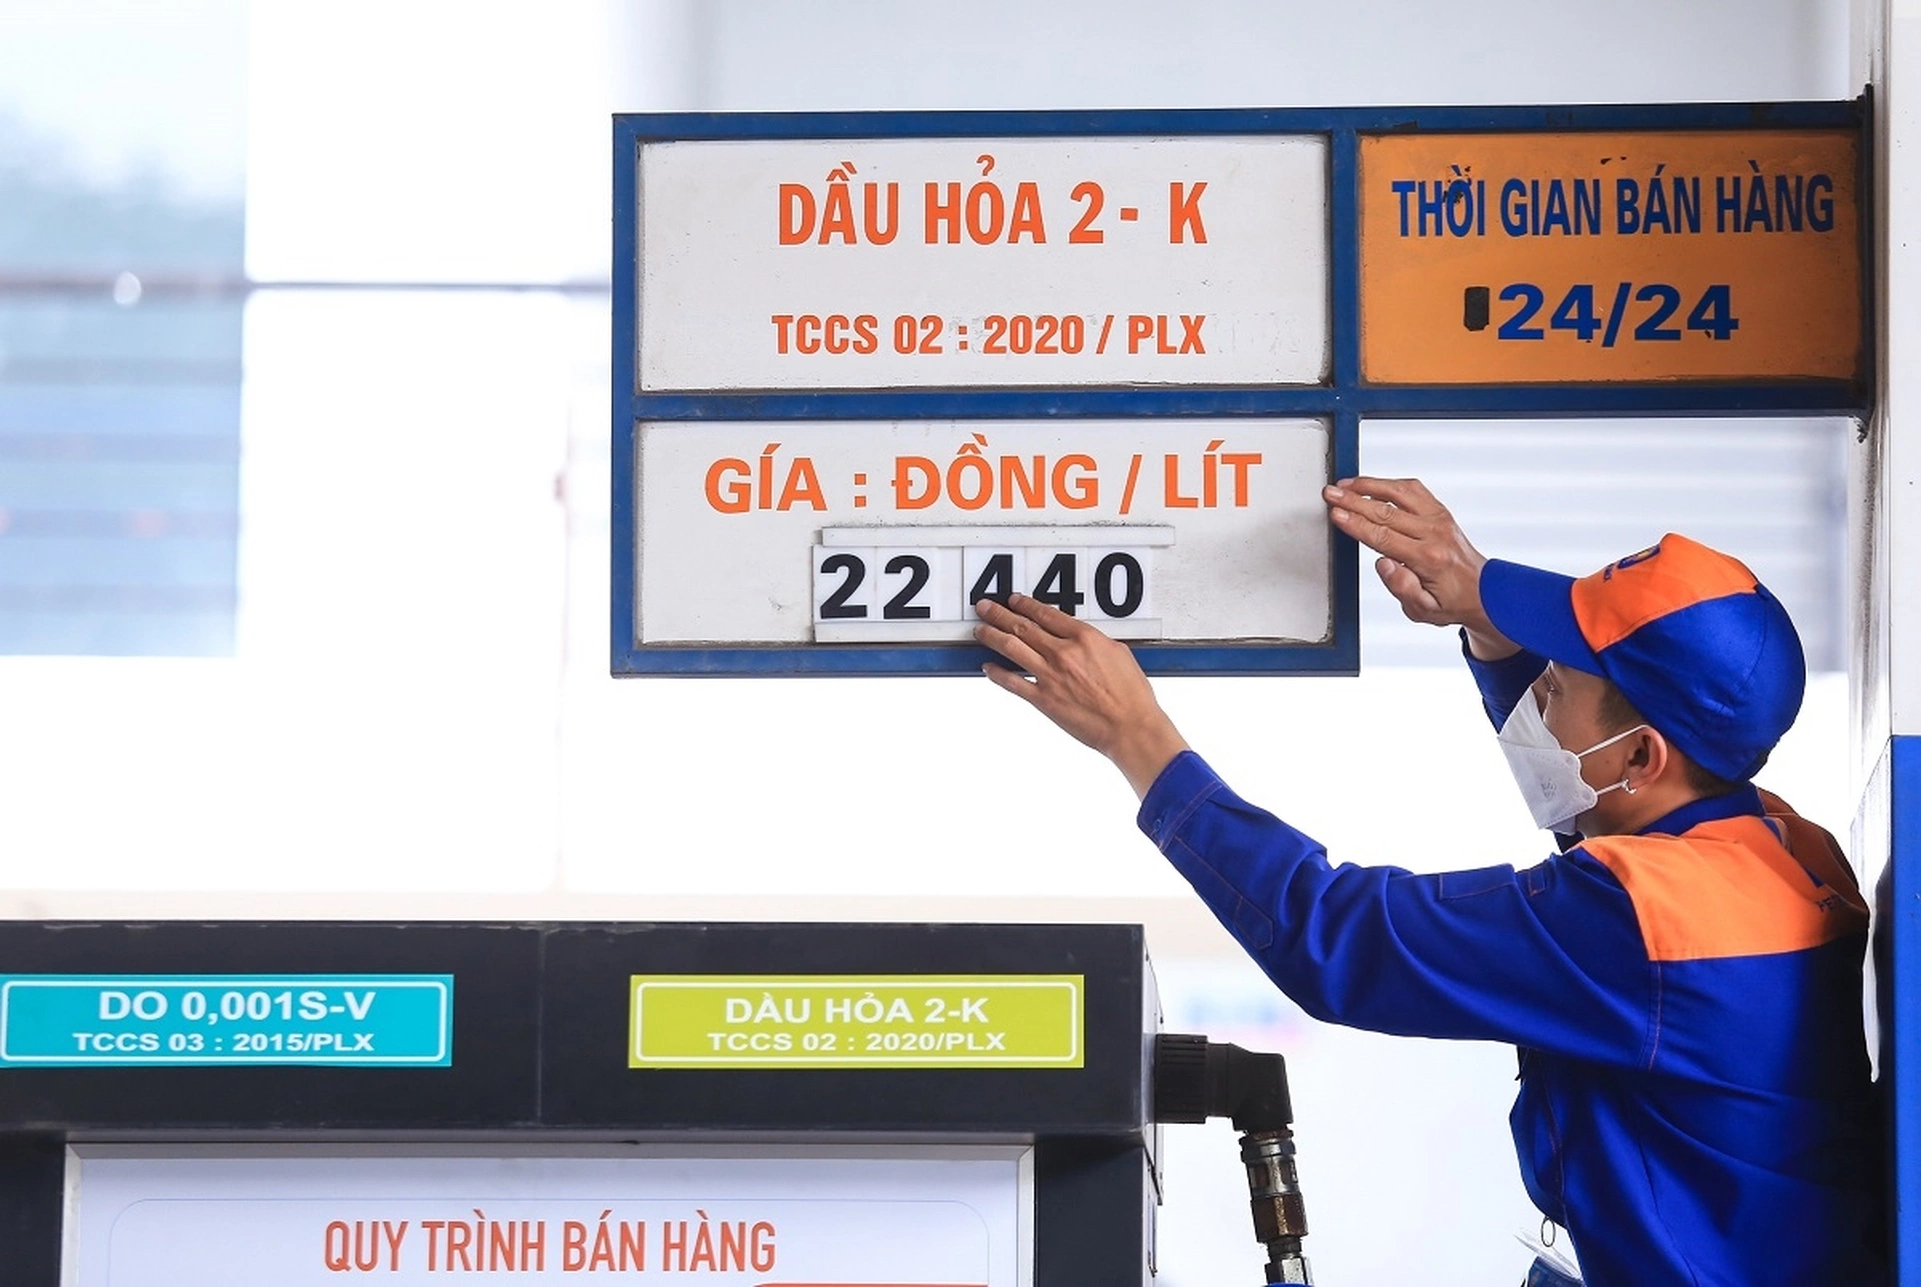 DẦU HỎA 2 - K
TCCS 02 : 2020 / PLX
THỜI GIAN BÁN HÀNG
24/24
GÍA : ĐỒNG / LÍT
22 440
DO 0,001S-V
TCCS 03 : 2015/PLX
DẦU HỎA 2-K
TCCS 02 : 2020/PLX
QUY TRÌNH BÁN HÀNG